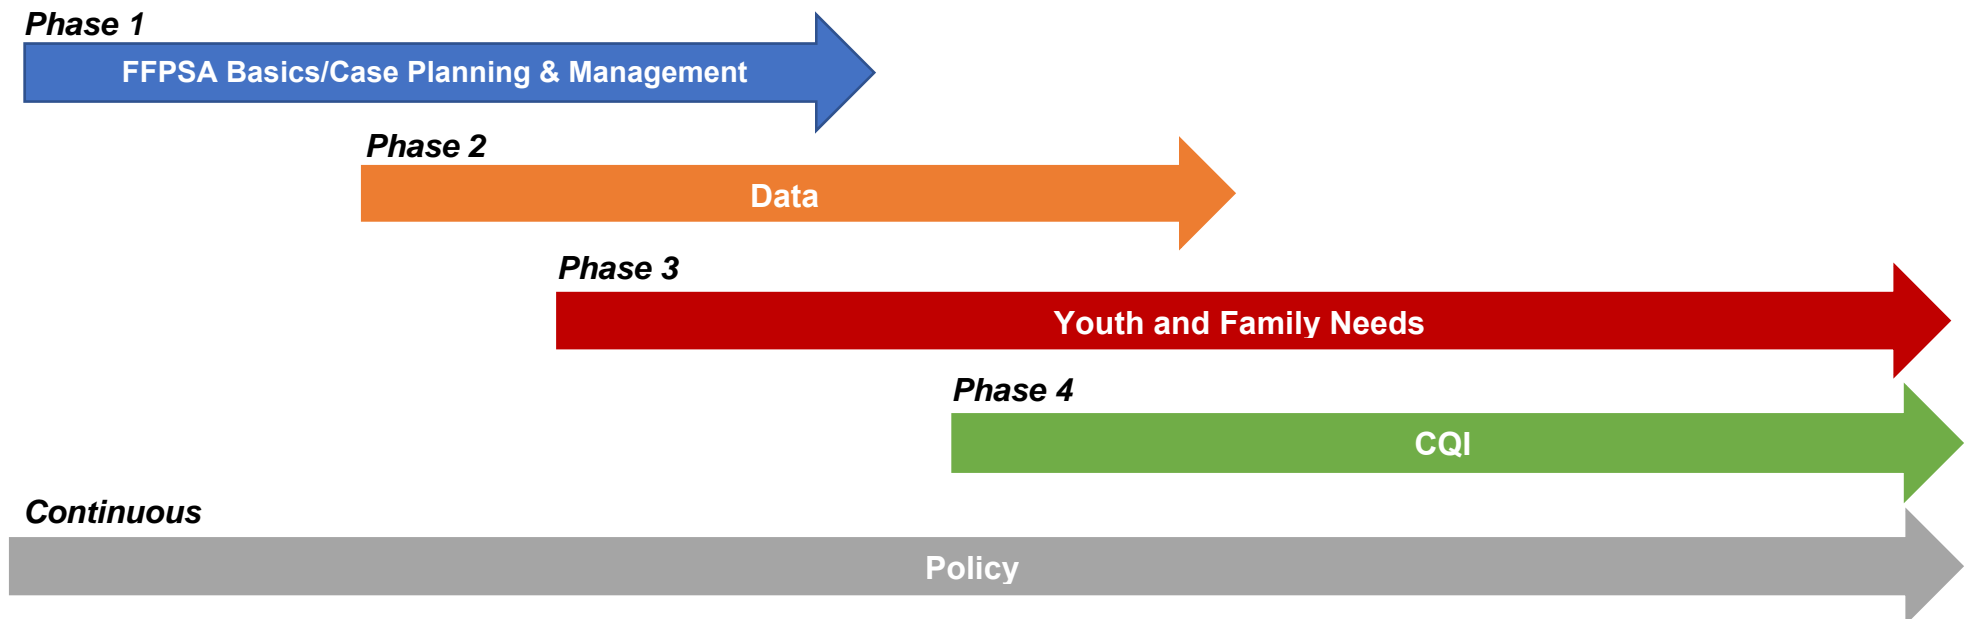 Phase 1
FFPSA Basics/Case Planning & Management
Phase 2
Data
Phase 3
Youth and Family Needs
Phase 4
CQI
Continuous
Policy